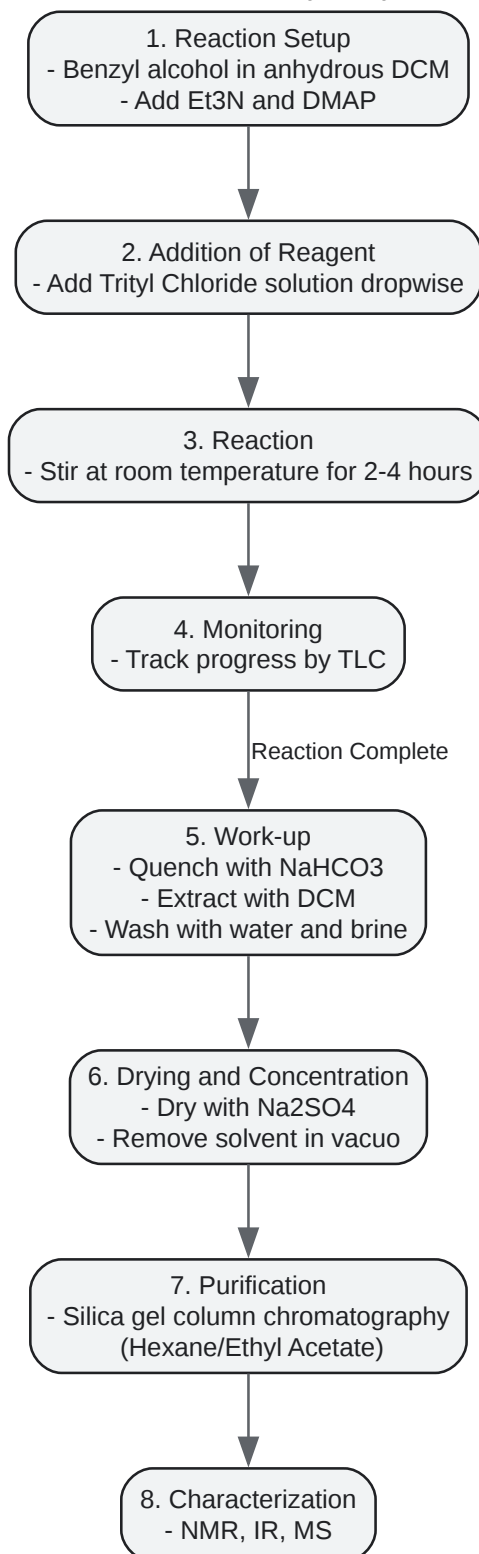 1. Reaction Setup
- Benzyl alcohol in anhydrous DCM
- Add Et3N and DMAP
2. Addition of Reagent
- Add Trityl Chloride solution dropwise
3. Reaction
- Stir at room temperature for 2-4 hours
4. Monitoring
- Track progress by TLC
Reaction Complete
5. Work-up
- Quench with NaHCO3
- Extract with DCM
- Wash with water and brine
6. Drying and Concentration
- Dry with Na2SO4
- Remove solvent in vacuo
7. Purification
- Silica gel column chromatography
(Hexane/Ethyl Acetate)
8. Characterization
- NMR, IR, MS